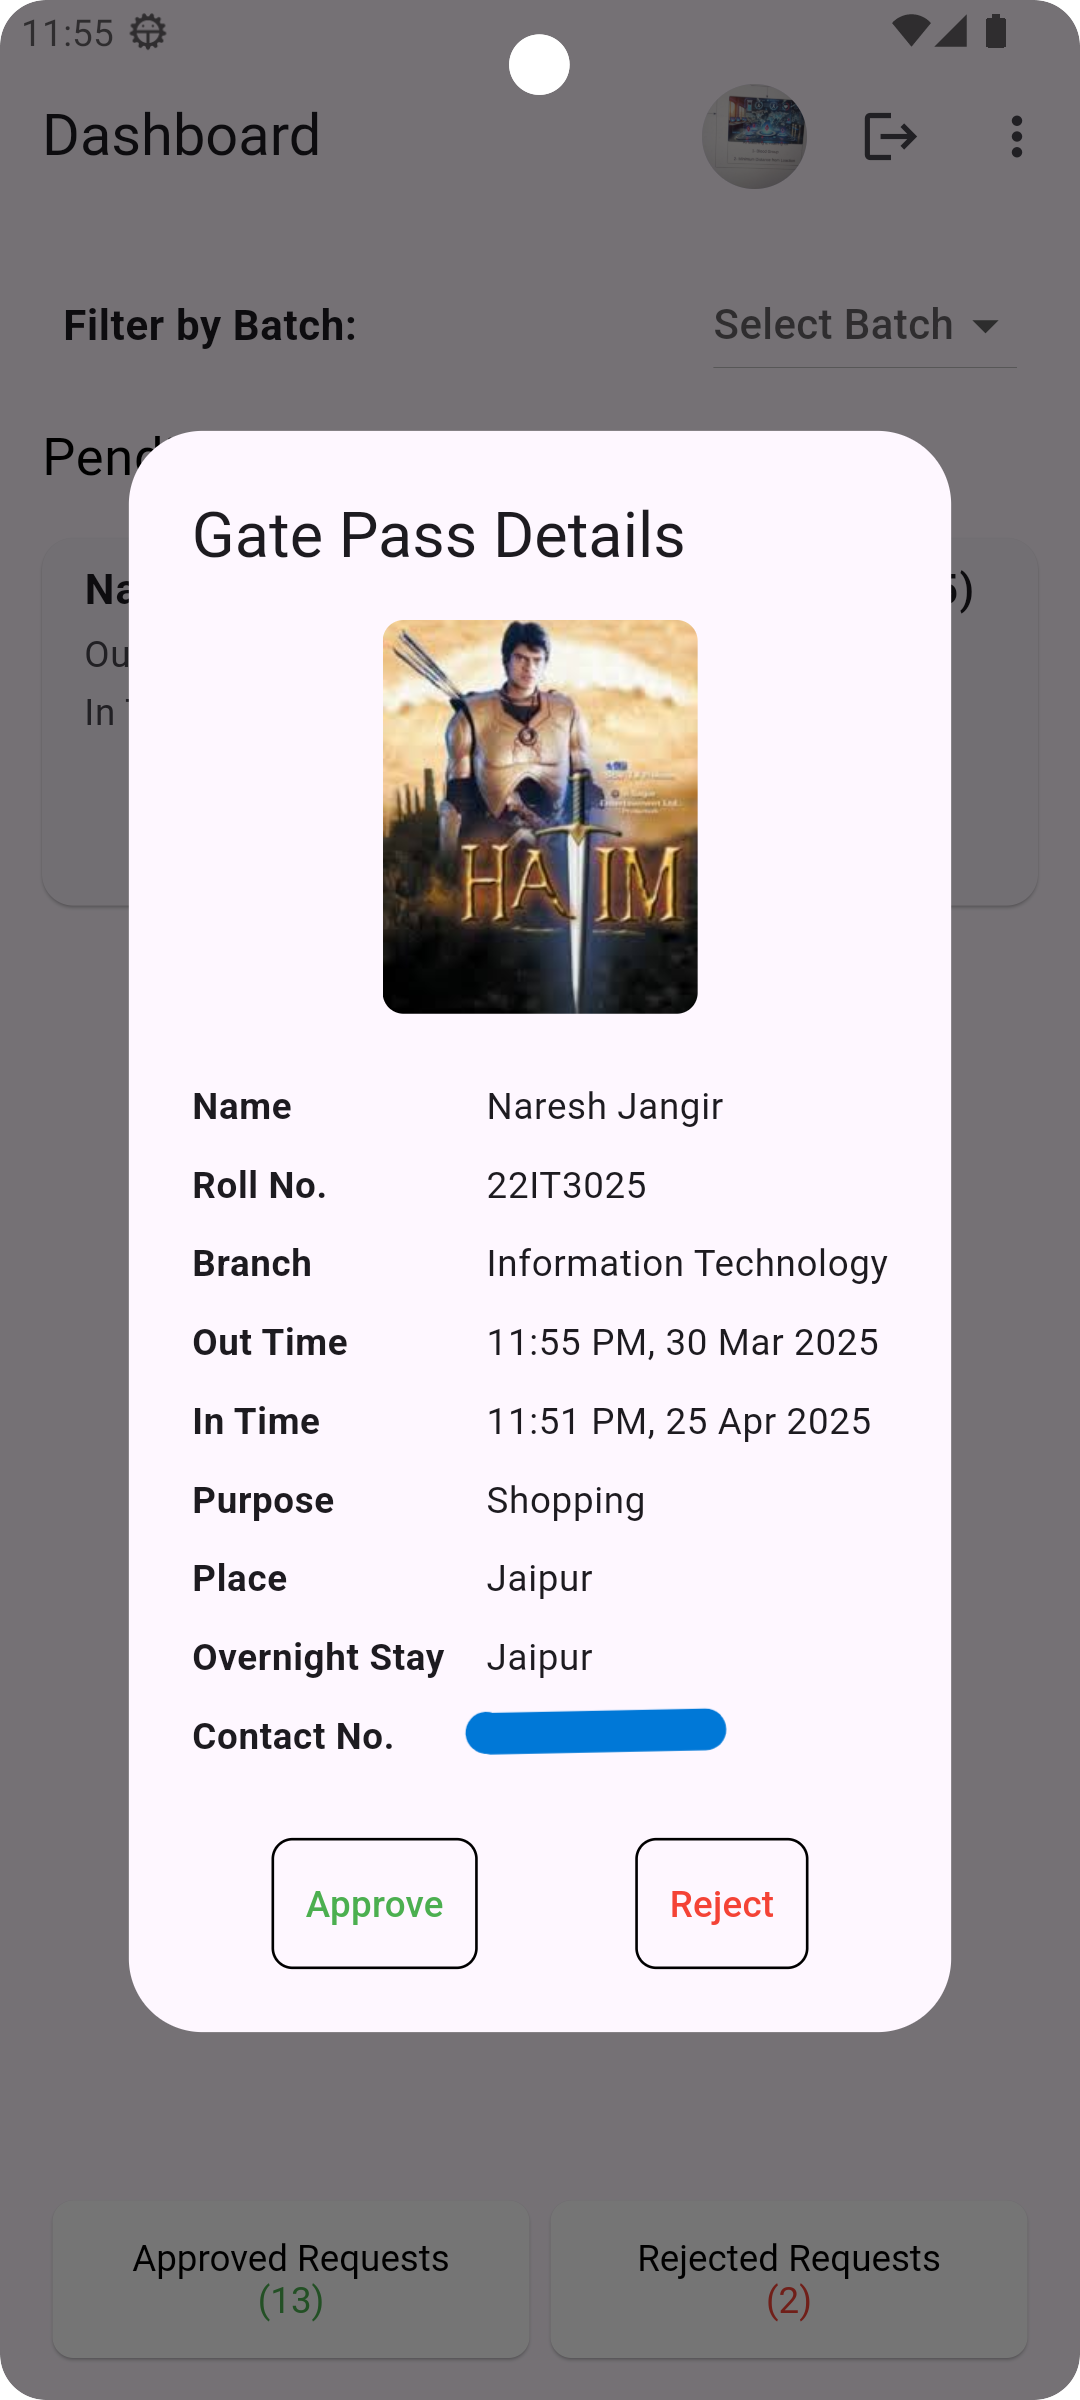 11:55
Dashboard
Filter by Batch:
Select Batch
Pend
Gate Pass Details
Na
5)
Ou
In T
HATIM
Name Naresh Jangir
Roll No. 22IT3025
Branch Information Technology
Out Time 11:55 PM, 30 Mar 2025
In Time 11:51 PM, 25 Apr 2025
Purpose Shopping
Place Jaipur
Overnight Stay Jaipur
Contact No.
Approve
Reject
Approved Requests
(13)
Rejected Requests
(2)